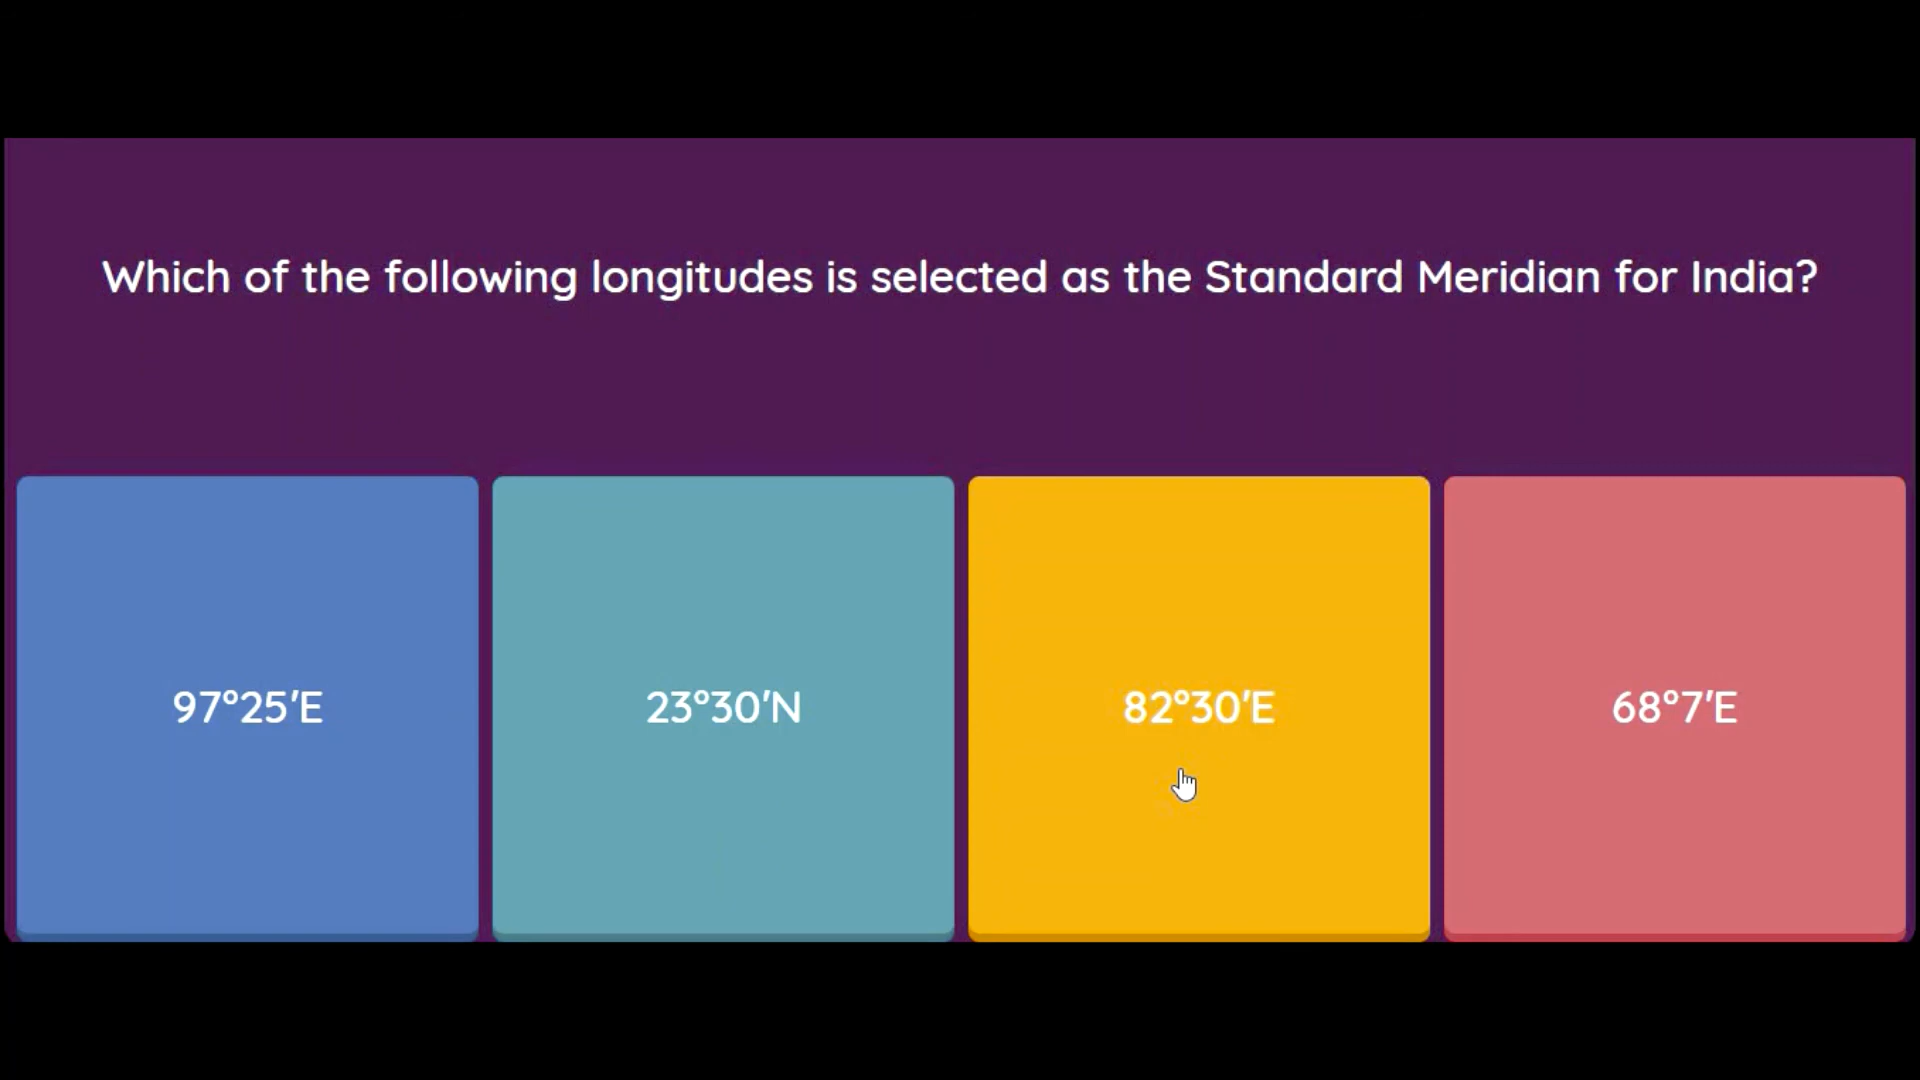 Which of the following longitudes is selected as the Standard Meridian for India?
97°25'E
23°30'N
82°30'E
68°7'E